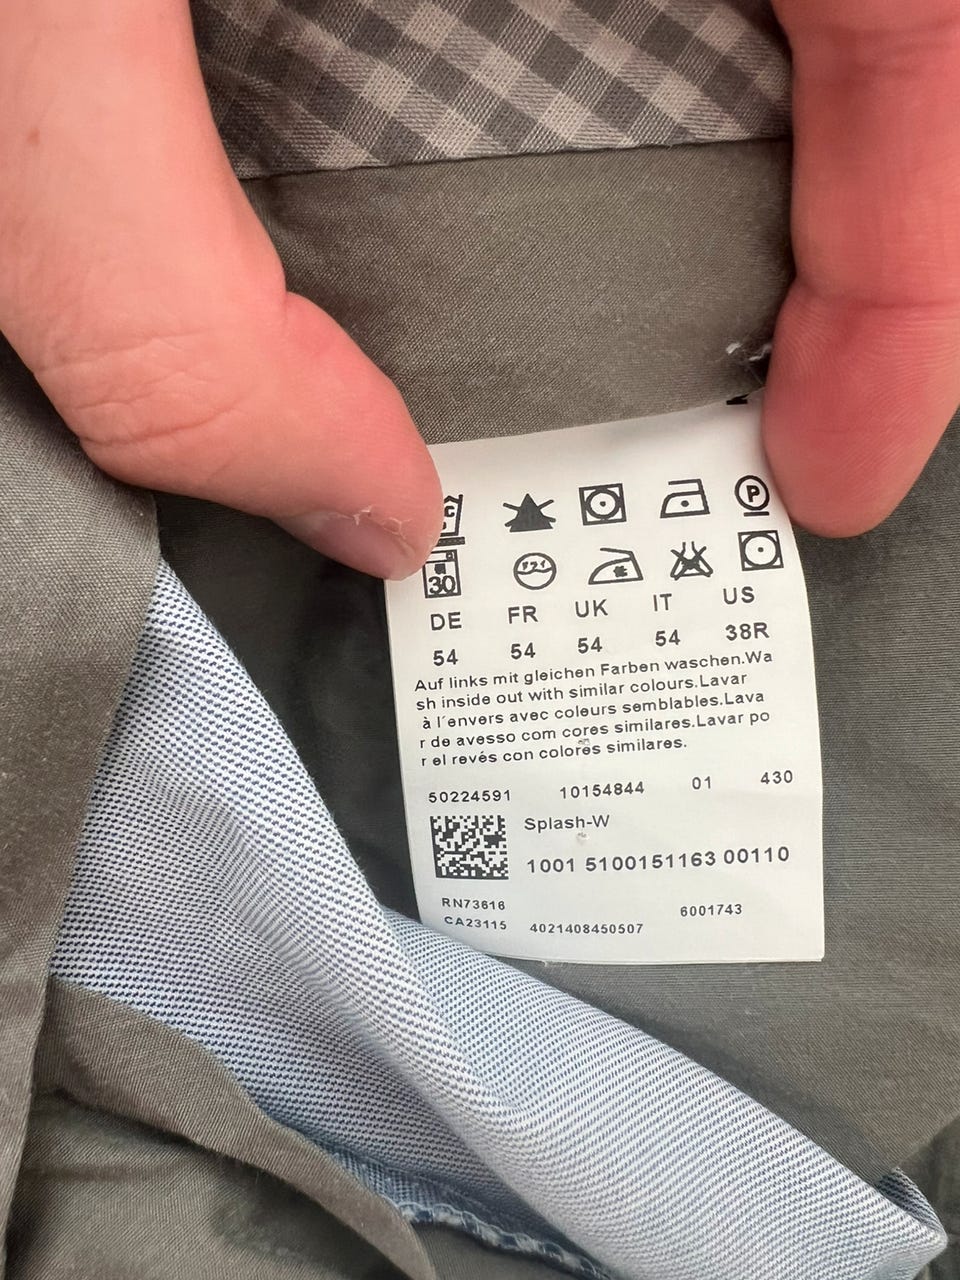 P
30
DE FR UK IT US
54 54 54 54 38R
Auf links mit gleichen Farben waschen.Wa
sh inside out with similar colours.Lavar
à l´envers avec coleurs semblables.Lava
r de avesso com cores similares.Lavar po
r el revés con colores similares.
50224591 10154844 01 430
Splash-W
1001 5100151163 00110
RN73616 6001743
CA23115 4021408450507